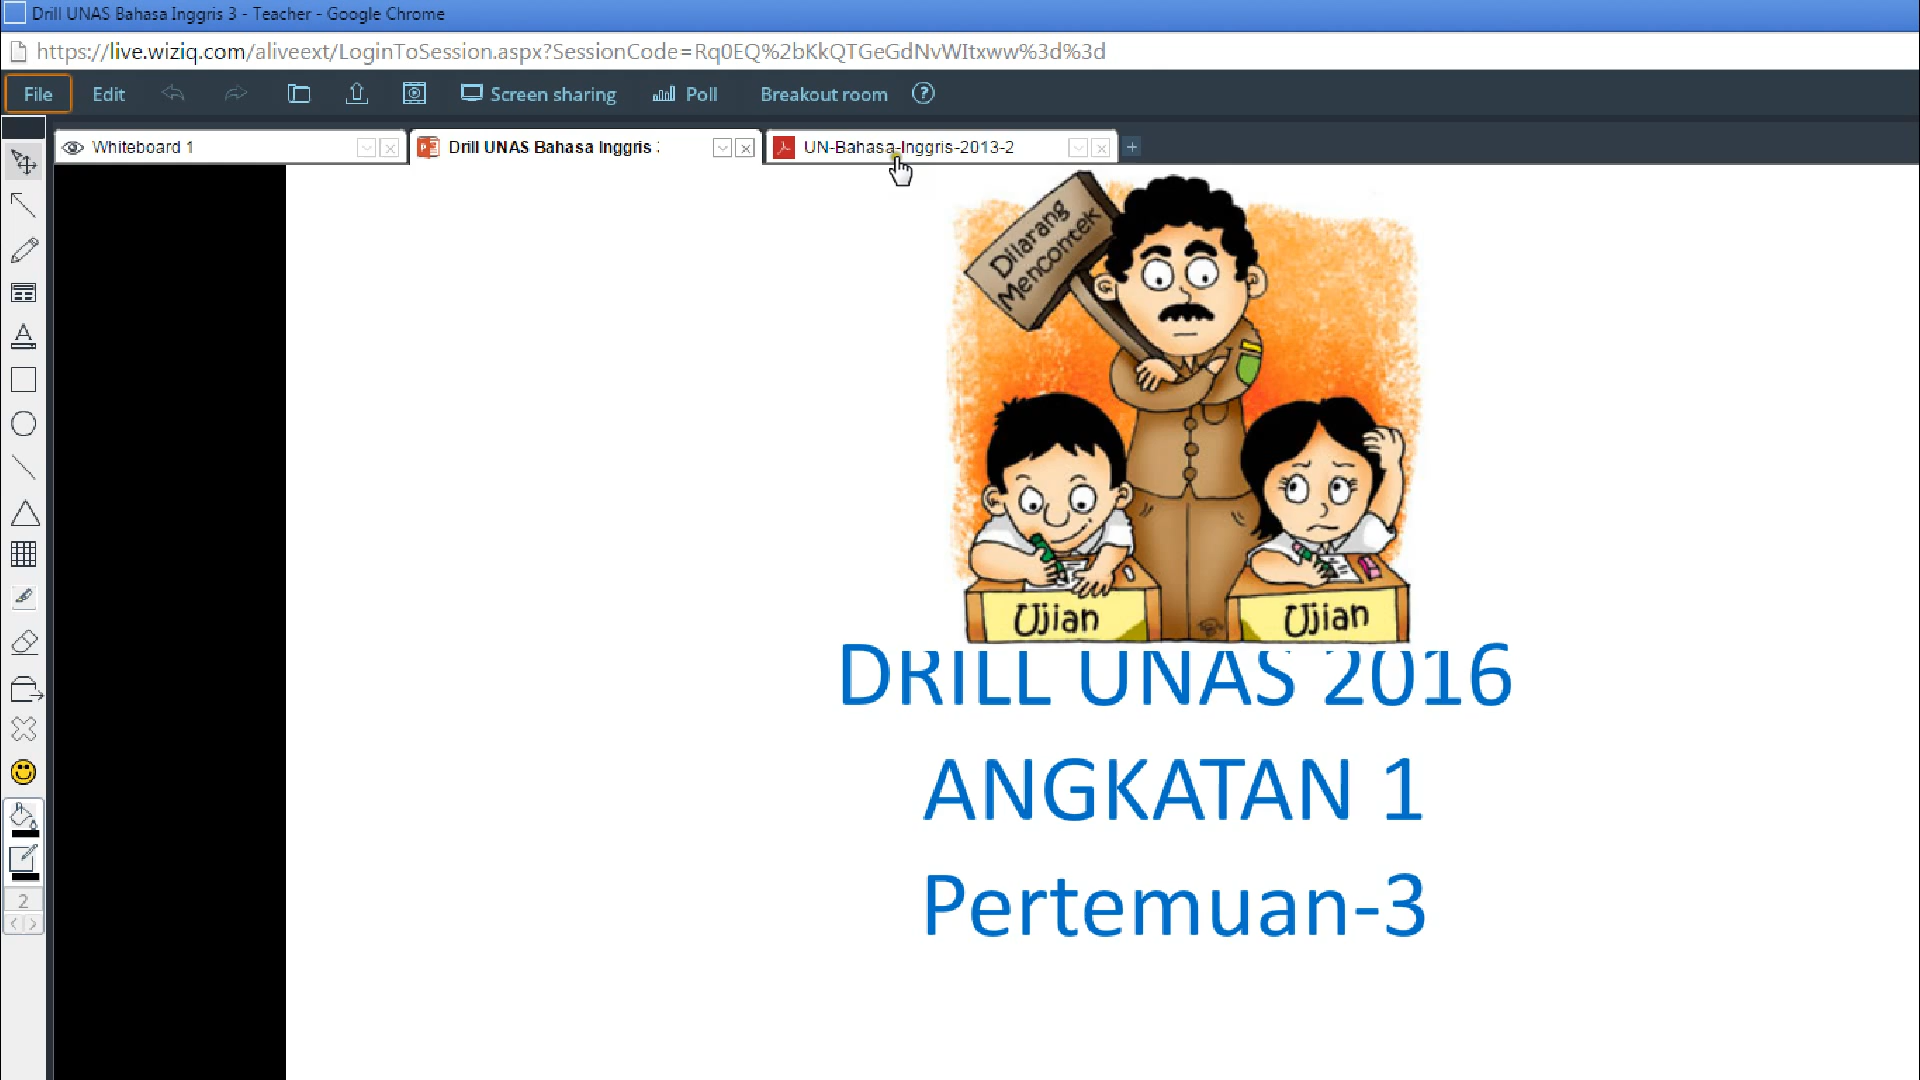 Drill UNAS Bahasa Inggris 3 - Teacher - Google Chrome
https://live.wiziq.com/aliveext/LoginToSession.aspx?SessionCode=Rq0EQ%2bKkQTGeGdNvWItxww%3d%3d
File Edit Screen sharing Poll Breakout room ?
Whiteboard 1 Drill UNAS Bahasa Inggris UN-Bahasa-Inggris-2013-2 +
Dilarang
Mencontek
Ujian Ujian
DRILL UNAS 2016
ANGKATAN 1
Pertemuan-3
2